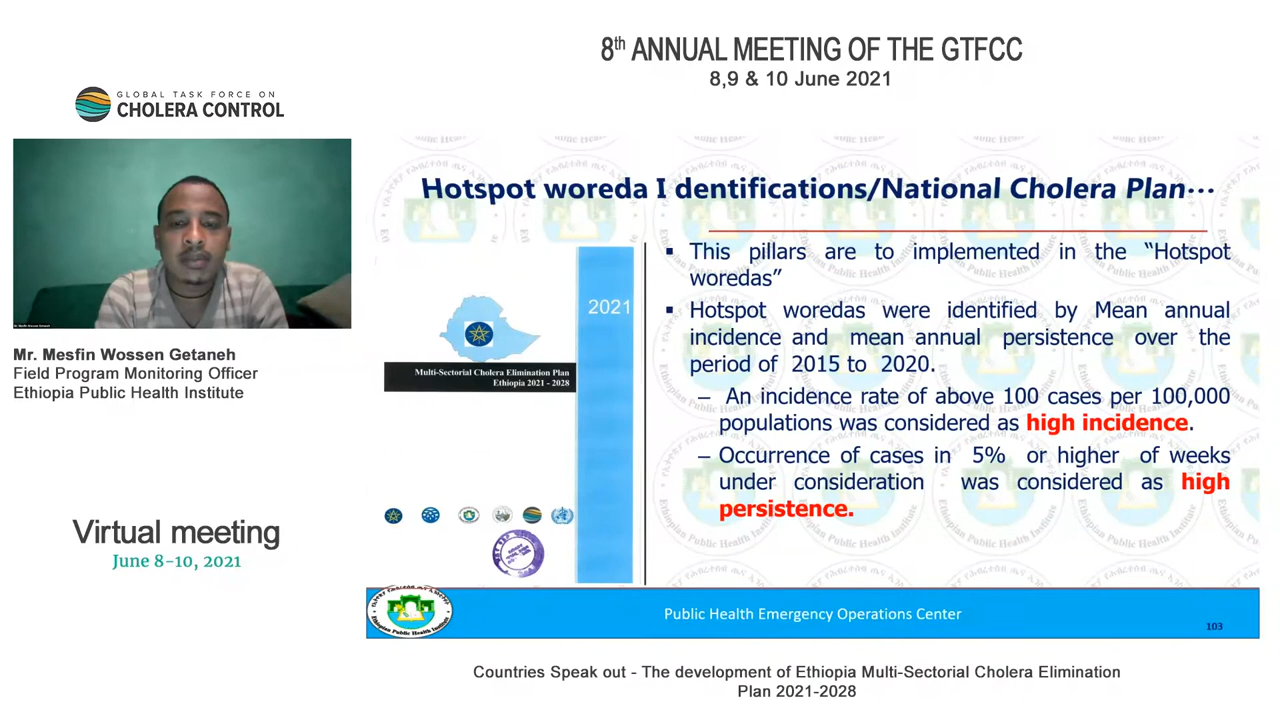 8th ANNUAL MEETING OF THE GTFCC
8,9 & 10 June 2021
GLOBAL TASK FORCE ON
CHOLERA CONTROL
Mr. Mesfin Wossen Getaneh
Field Program Monitoring Officer
Ethiopia Public Health Institute
Virtual meeting
June 8-10, 2021
Hotspot woreda I dentifications/National Cholera Plan…
2021
Multi-Sectorial Cholera Elimination Plan
Ethiopia 2021 - 2028
▪ This pillars are to implemented in the “Hotspot
woredas”
▪ Hotspot woredas were identified by Mean annual
incidence and mean annual persistence over the
period of 2015 to 2020.
– An incidence rate of above 100 cases per 100,000
populations was considered as high incidence.
– Occurrence of cases in 5% or higher of weeks
under consideration was considered as high
persistence.
Ethiopian Public Health Institute
Public Health Emergency Operations Center
103
Countries Speak out - The development of Ethiopia Multi-Sectorial Cholera Elimination
Plan 2021-2028